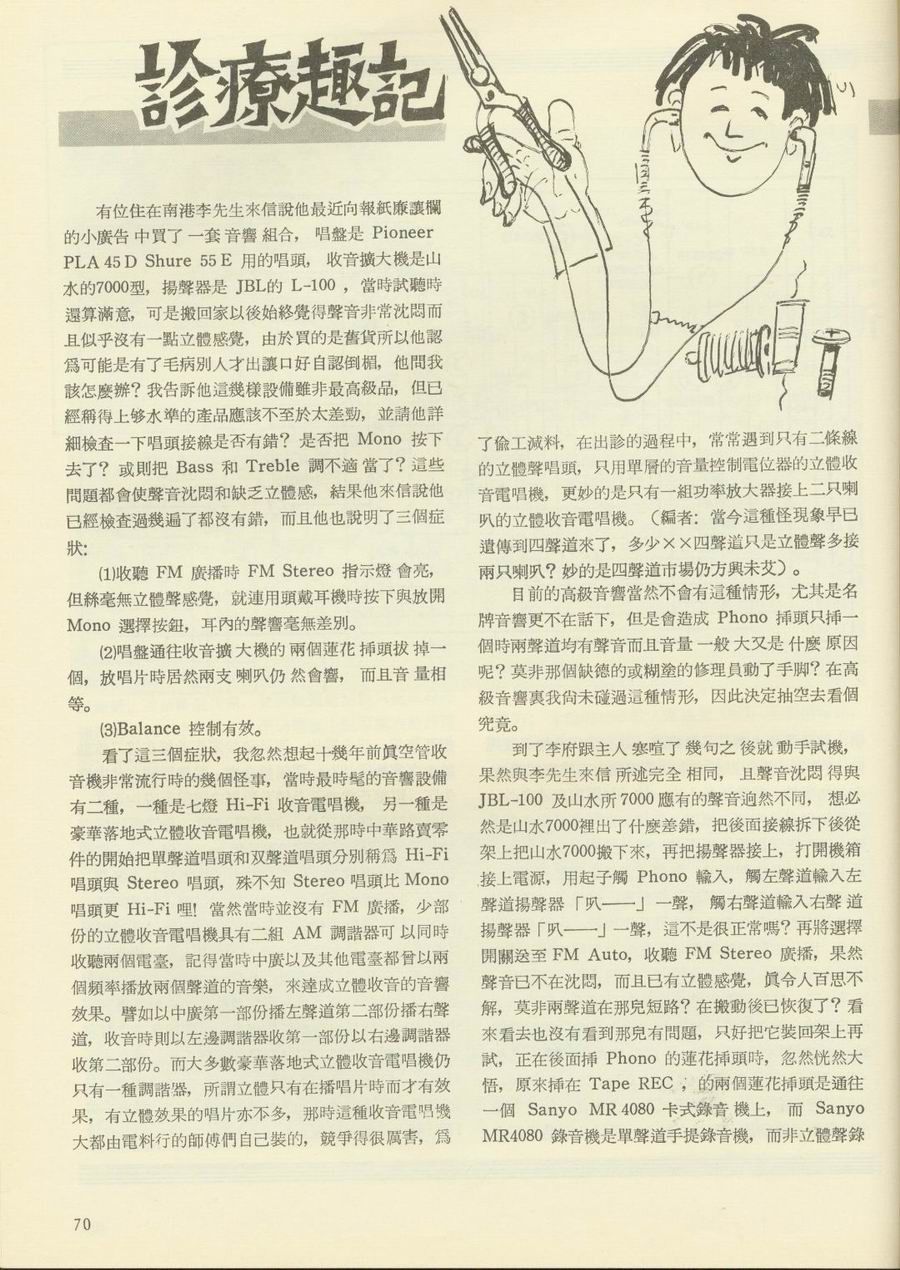 診療趣記
有位住在南港李先生來信說他最近向報紙廉讓欄
的小廣告中買了一套音響組合，唱盤是 Pioneer
PLA 45 D Shure 55 E 用的唱頭，收音擴大機是山
水的7000型，揚聲器是 JBL的 L-100 ，當時試聽時
還算滿意，可是搬回家以後始終覺得聲音非常沈悶而
且似乎沒有一點立體感覺，由於買的是舊貨所以他認
爲可能是有了毛病別人才出讓口好自認倒楣，他問我
該怎麼辦？我告訴他這幾樣設備雖非最高級品，但已
經稱得上够水準的產品應該不至於太差勁，並請他詳
細檢查一下唱頭接線是否有錯？是否把 Mono 按下
去了？或則把 Bass 和 Treble 調不適當了？這些
問題都會使聲音沈悶和缺乏立體感，結果他來信說他
已經檢查過幾遍了都沒有錯，而且他也說明了三個症
狀：
⑴收聽 FM 廣播時 FM Stereo 指示燈會亮，
但絲毫無立體聲感覺，就連用頭戴耳機時按下與放開
Mono 選擇按鈕，耳內的聲響毫無差別。
⑵唱盤通往收音擴大機的兩個蓮花揷頭拔掉一
個，放唱片時居然兩支喇叭仍然會響，而且音量相
等。
⑶Balance 控制有效。
看了這三個症狀，我忽然想起十幾年前眞空管收
音機非常流行時的幾個怪事，當時最時髦的音響設備
有二種，一種是七燈 Hi-Fi 收音電唱機，另一種是
豪華落地式立體收音電唱機，也就從那時中華路賣零
件的開始把單聲道唱頭和双聲道唱頭分別稱爲 Hi-Fi
唱頭與 Stereo 唱頭，殊不知 Stereo 唱頭比 Mono
唱頭更 Hi-Fi 哩！當然當時並沒有 FM 廣播，少部
份的立體收音電唱機具有二組 AM 調諧器可以同時
收聽兩個電臺，記得當時中廣以及其他電臺都曾以兩
個頻率播放兩個聲道的音樂，來達成立體收音的音響
效果。譬如以中廣第一部份播左聲道第二部份播右聲
道，收音時則以左邊調諧器收第一部份以右邊調諧器
收第二部份。而大多數豪華落地式立體收音電唱機仍
只有一種調諧器，所謂立體只有在播唱片時而才有效
果，有立體效果的唱片亦不多，那時這種收音電唱機
大都由電料行的師傅們自己裝的，競爭得很厲害，爲
了偸工減料，在出診的過程中，常常遇到只有二條線
的立體聲唱頭，只用單層的音量控制電位器的立體收
音電唱機，更妙的是只有一組功率放大器接上二只喇
叭的立體收音電唱機。（編者：當今這種怪現象早已
遺傳到四聲道來了，多少××四聲道只是立體聲多接
兩只喇叭？妙的是四聲道市場仍方興未艾）。
目前的高級音響當然不會有這種情形，尤其是名
牌音響更不在話下，但是會造成 Phono 揷頭只揷一
個時兩聲道均有聲音而且音量一般大又是什麼原因
呢？莫非那個缺德的或糊塗的修理員動了手脚？在高
級音響裏我尙未碰過這種情形，因此決定抽空去看個
究竟。
到了李府跟主人寒喧了幾句之後就動手試機，
果然與李先生來信所述完全相同，且聲音沈悶得與
JBL-100 及山水所7000應有的聲音逈然不同，想必
然是山水7000裡出了什麼差錯，把後面接線拆下後從
架上把山水7000搬下來，再把揚聲器接上，打開機箱
接上電源，用起子觸 Phono 輸入，觸左聲道輸入左
聲道揚聲器「叭——」一聲，觸右聲道輸入右聲道
揚聲器「叭——」一聲，這不是很正常嗎？再將選擇
開關送至 FM Auto，收聽 FM Stereo 廣播，果然
聲音已不在沈悶，而且已有立體感覺，眞令人百思不
解，莫非兩聲道在那兒短路？在搬動後已恢復了？看
來看去也沒有看到那兒有問題，只好把它裝回架上再
試，正在後面揷 Phono 的蓮花揷頭時，忽然恍然大
悟，原來揷在 Tape REC ，的兩個蓮花揷頭是通往
一個 Sanyo MR 4080 卡式錄音機上，而 Sanyo
MR4080 錄音機是單聲道手提錄音機，而非立體聲錄
70